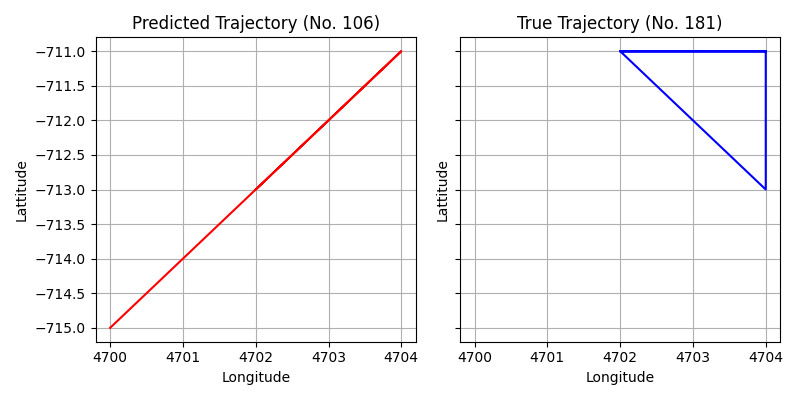 Predicted Trajectory (No. 106)
True Trajectory (No. 181)
−711.0
−711.5
−712.0
−712.5
−713.0
−713.5
−714.0
−714.5
−715.0
Lattitude
Lattitude
4700 4701 4702 4703 4704
4700 4701 4702 4703 4704
Longitude
Longitude